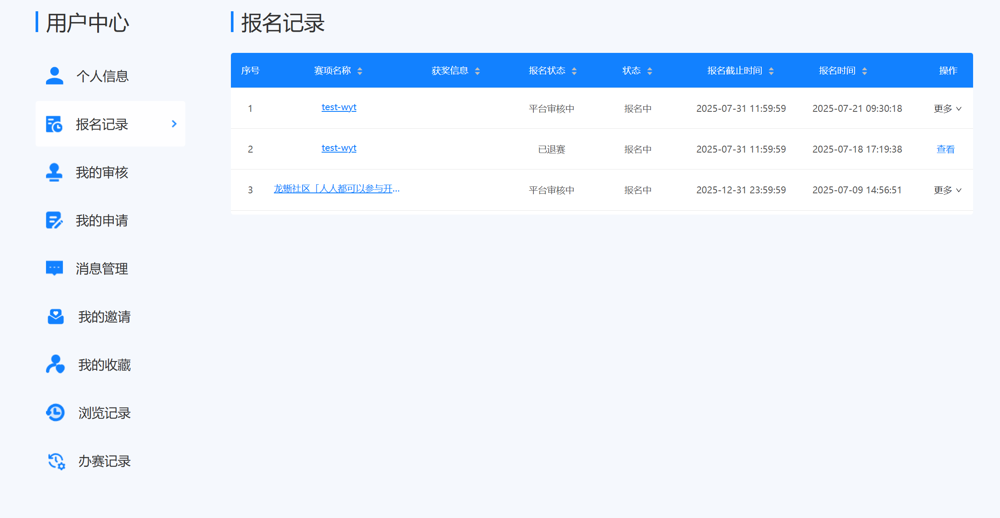 用户中心
个人信息
报名记录
我的审核
我的申请
消息管理
我的邀请
我的收藏
浏览记录
办赛记录
报名记录
序号 赛项名称 获奖信息 报名状态 状态 报名截止时间 报名时间 操作
1 test-wyt 平台审核中 报名中 2025-07-31 11:59:59 2025-07-21 09:30:18 更多
2 test-wyt 已退赛 报名中 2025-07-31 11:59:59 2025-07-18 17:19:38 查看
3 龙蜥社区「人人都可以参与开... 平台审核中 报名中 2025-12-31 23:59:59 2025-07-09 14:56:51 更多